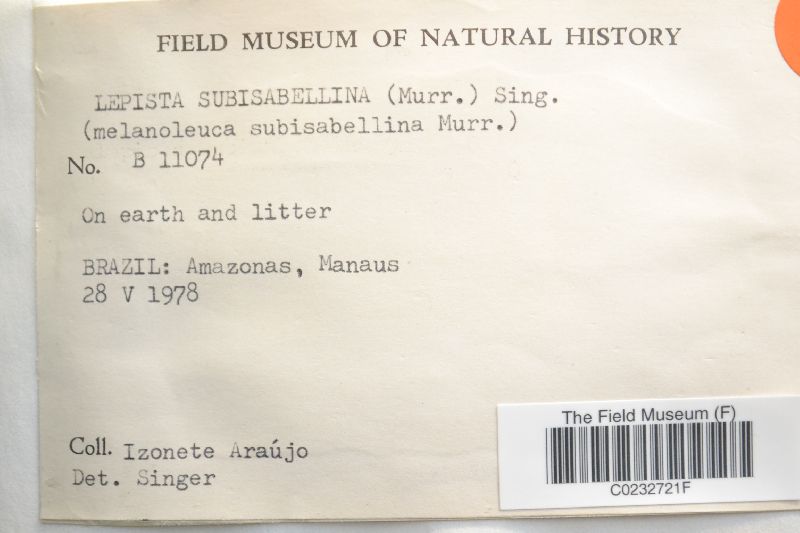 FIELD MUSEUM OF NATURAL HISTORY
LEPISTA SUBISABELLINA (Murr.) Sing.
(melanoleuca subisabellina Murr.)
No. B 11074
On earth and litter
BRAZIL: Amazonas, Manaus
28 V 1978
Coll. Izonete Araújo
Det. Singer
The Field Museum (F)
C0232721F